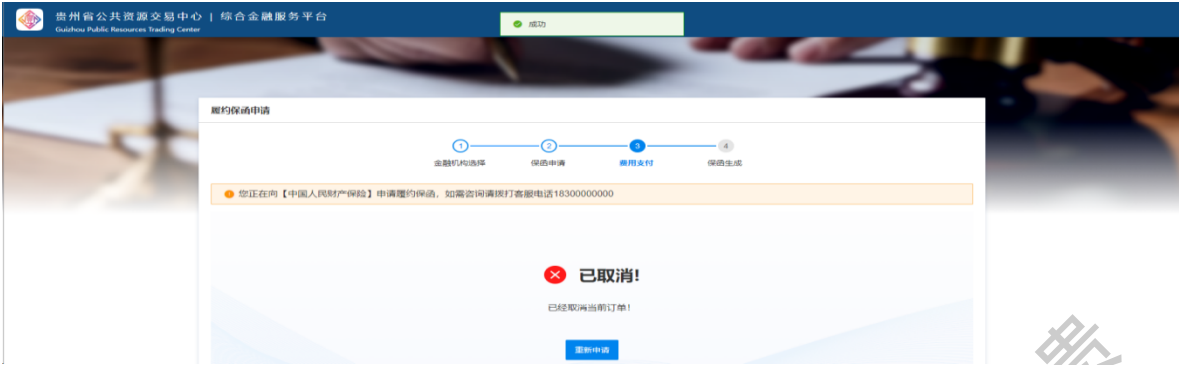 贵州省公共资源交易中心 | 综合金融服务平台
Guizhou Public Resources Trading Center
成功
履约保函申请
1 2 3 4
金融机构选择 保函申请 费用支付 保函生成
您正在向【中国人民财产保险】申请履约保函，如需咨询请拨打客服电话18300000000
已取消!
已经取消当前订单!
重新申请
贵